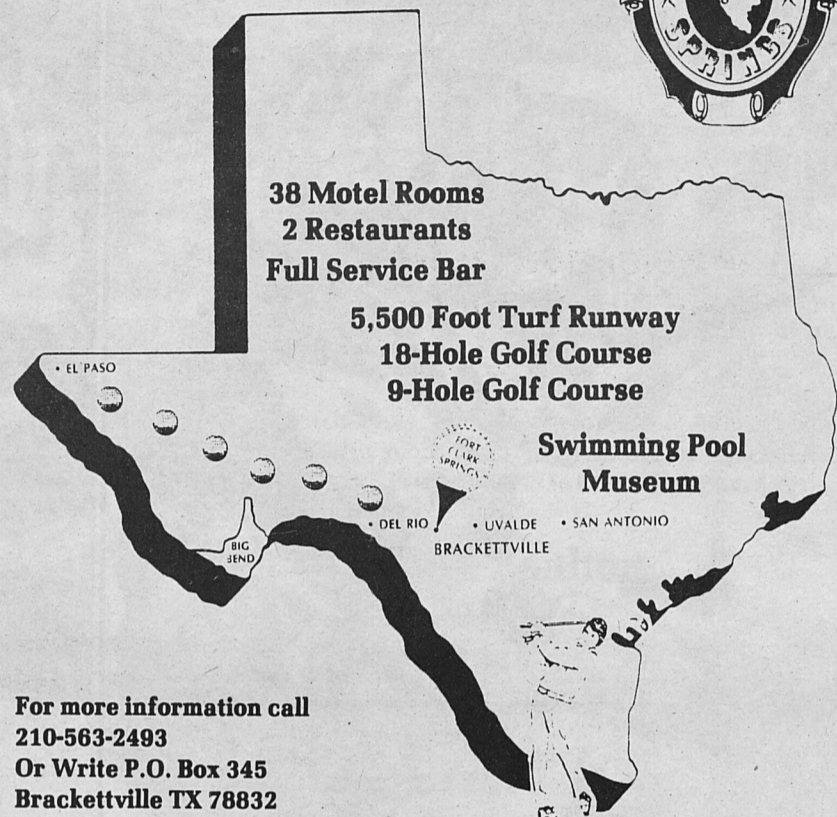 SPRINGS
38 Motel Rooms
2 Restaurants
Full Service Bar
5,500 Foot Turf Runway
18-Hole Golf Course
9-Hole Golf Course
• EL PASO
FORT
CLARK
SPRINGS
Swimming Pool
Museum
• DEL RIO
• UVALDE
• SAN ANTONIO
BRACKETTVILLE
BIG
BEND
For more information call
210-563-2493
Or Write P.O. Box 345
Brackettville TX 78832